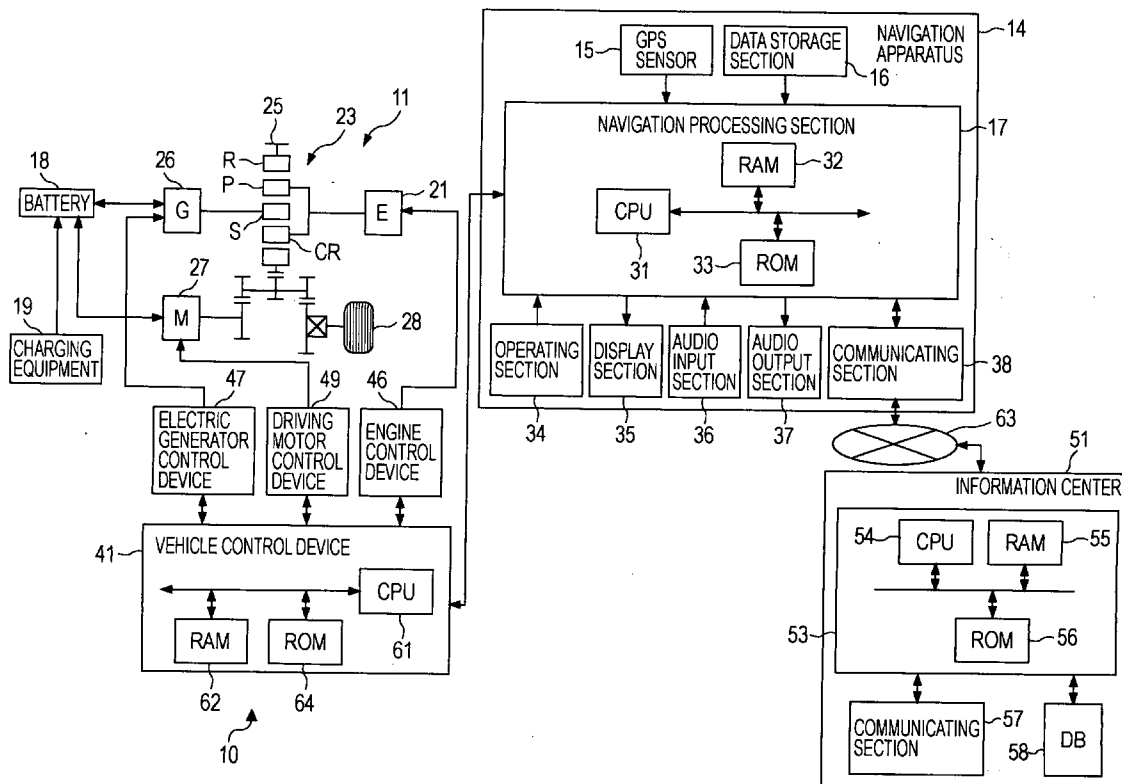 14
NAVIGATION
APPARATUS
15
GPS
SENSOR
DATA STORAGE
SECTION
16
NAVIGATION PROCESSING SECTION
17
RAM
32
CPU
31
33
ROM
OPERATING
SECTION
34
DISPLAY
SECTION
35
AUDIO
INPUT
SECTION
36
AUDIO
OUTPUT
SECTION
37
COMMUNICATING
SECTION
38
11
25
23
R
P
S
CR
18
BATTERY
26
G
21
E
27
M
28
19
CHARGING
EQUIPMENT
47
ELECTRIC
GENERATOR
CONTROL
DEVICE
49
DRIVING
MOTOR
CONTROL
DEVICE
46
ENGINE
CONTROL
DEVICE
41
VEHICLE CONTROL DEVICE
CPU
61
RAM
62
ROM
64
10
63
51
INFORMATION CENTER
54
CPU
RAM
55
53
ROM
56
COMMUNICATING
SECTION
57
58
DB